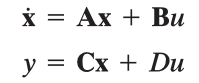 ẋ = Ax + Bu
y = Cx + Du